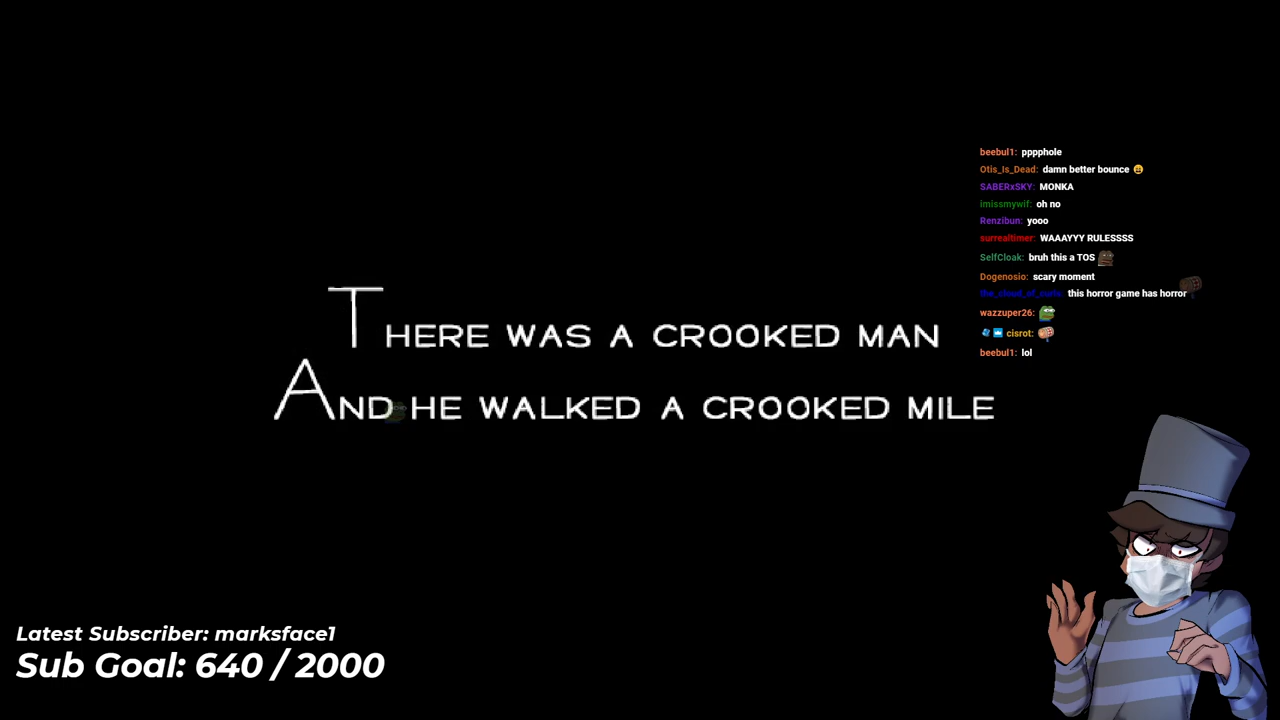 There was a crooked man
And he walked a crooked mile
beebul1: pppphole
Otis_Is_Dead: damn better bounce
SABERxSKY: MONKA
imissmywif: oh no
Renzibun: yooo
surrealtimer: WAAAYYY RULESSSS
SelfCloak: bruh this a TOS
Dogenosio: scary moment
this horror game has horror
wazzuper26:
cisrot:
beebul1: lol
Latest Subscriber: marksface1
Sub Goal: 640 / 2000